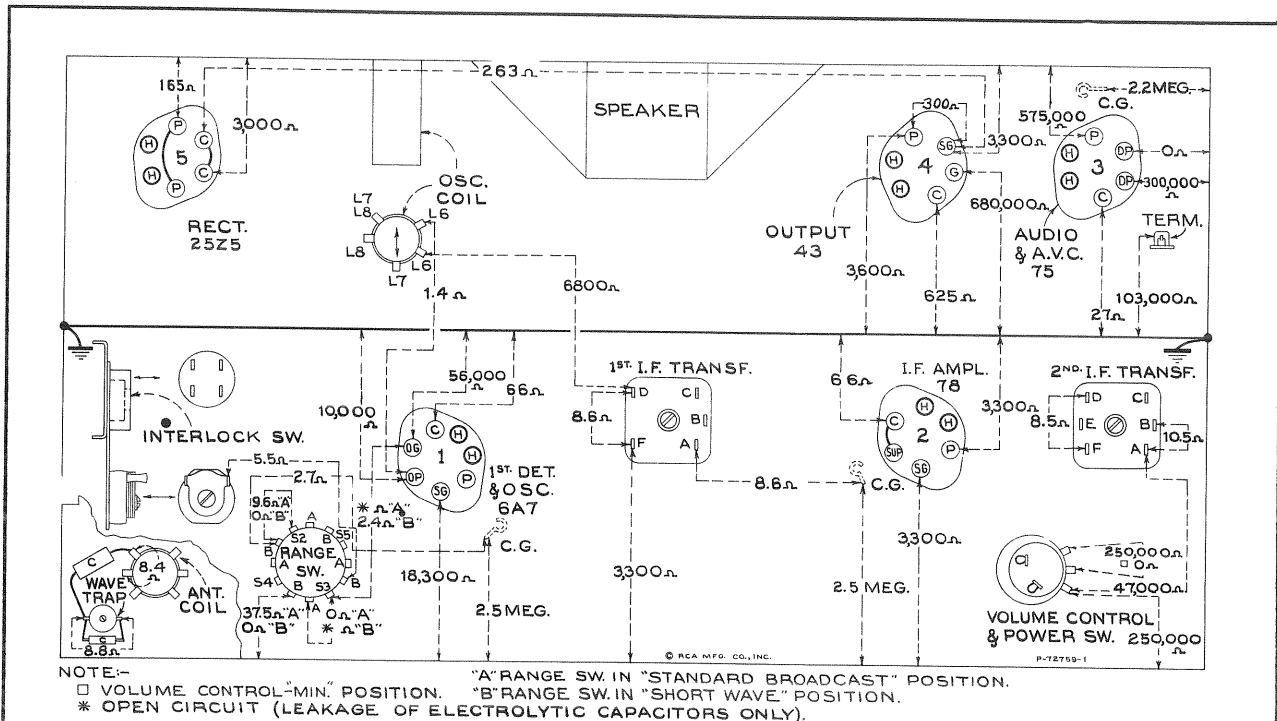 263Ω
165Ω
SPEAKER
300Ω
2.2MEG.
C.G.
3,000Ω
575,000
Ω
P
H
C
5
H
C
P
P
SG
3,300Ω
H
4
G
H
C
P
H
DP
0Ω
3
H
DP
300,000
Ω
C
OSC.
COIL
L7
L8
L6
L8
L6
L7
RECT.
25Z5
680,000Ω
OUTPUT
43
AUDIO
& A.V.C.
75
TERM.
1.4Ω
6800Ω
3,600Ω
625Ω
27Ω
103,000Ω
1ST. I.F. TRANSF.
I.F. AMPL.
78
2ND. I.F. TRANSF.
56,000
Ω
66Ω
66Ω
3,300Ω
10,000
Ω
D
C
8.6Ω
B
F
A
C
H
H
2
SUP
P
SG
D
C
8.5Ω
E
B
10.5Ω
F
A
INTERLOCK SW.
C
H
OG
1
H
OP
P
SG
5.5Ω
2.7Ω
1ST. DET.
& OSC.
6A7
8.6Ω
C.G.
9.6Ω"A"
0Ω"B"
* Ω"A"
2.4Ω"B"
C.G.
A
S2
B
S5
B
RANGE
SW.
A
A
S4
B
S3
B
A
18,300Ω
3,300Ω
3,300Ω
C
8.4
Ω
WAVE
TRAP
ANT.
COIL
C
8.8Ω
37.5Ω"A"
0Ω"B"
0Ω"A"
* Ω"B"
2.5MEG.
2.5 MEG.
250,000Ω
□ 0Ω
47,000Ω
VOLUME CONTROL
& POWER SW.
250,000
Ω
© RCA MFG. CO., INC.
P-72759-1
NOTE:-
"A" RANGE SW. IN "STANDARD BROADCAST" POSITION.
□ VOLUME CONTROL-"MIN." POSITION. "B" RANGE SW. IN "SHORT WAVE" POSITION.
* OPEN CIRCUIT (LEAKAGE OF ELECTROLYTIC CAPACITORS ONLY).